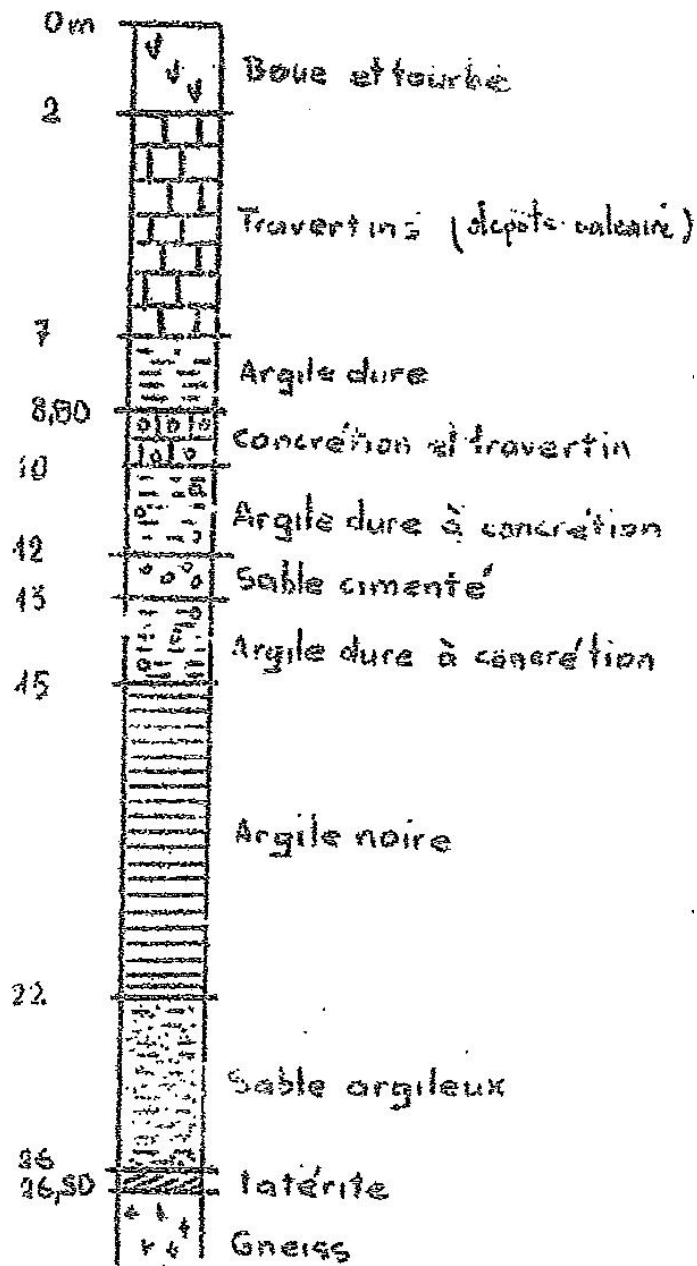 0m
Boue et tourbe
2
Travertins (dépôts calcaire)
7
Argile dure
8,80
Concrétion et travertin
10
Argile dure à concrétion
12
Sable cimenté
13
Argile dure à concrétion
15
Argile noire
22
Sable argileux
26
26,50
latérite
Gneiss